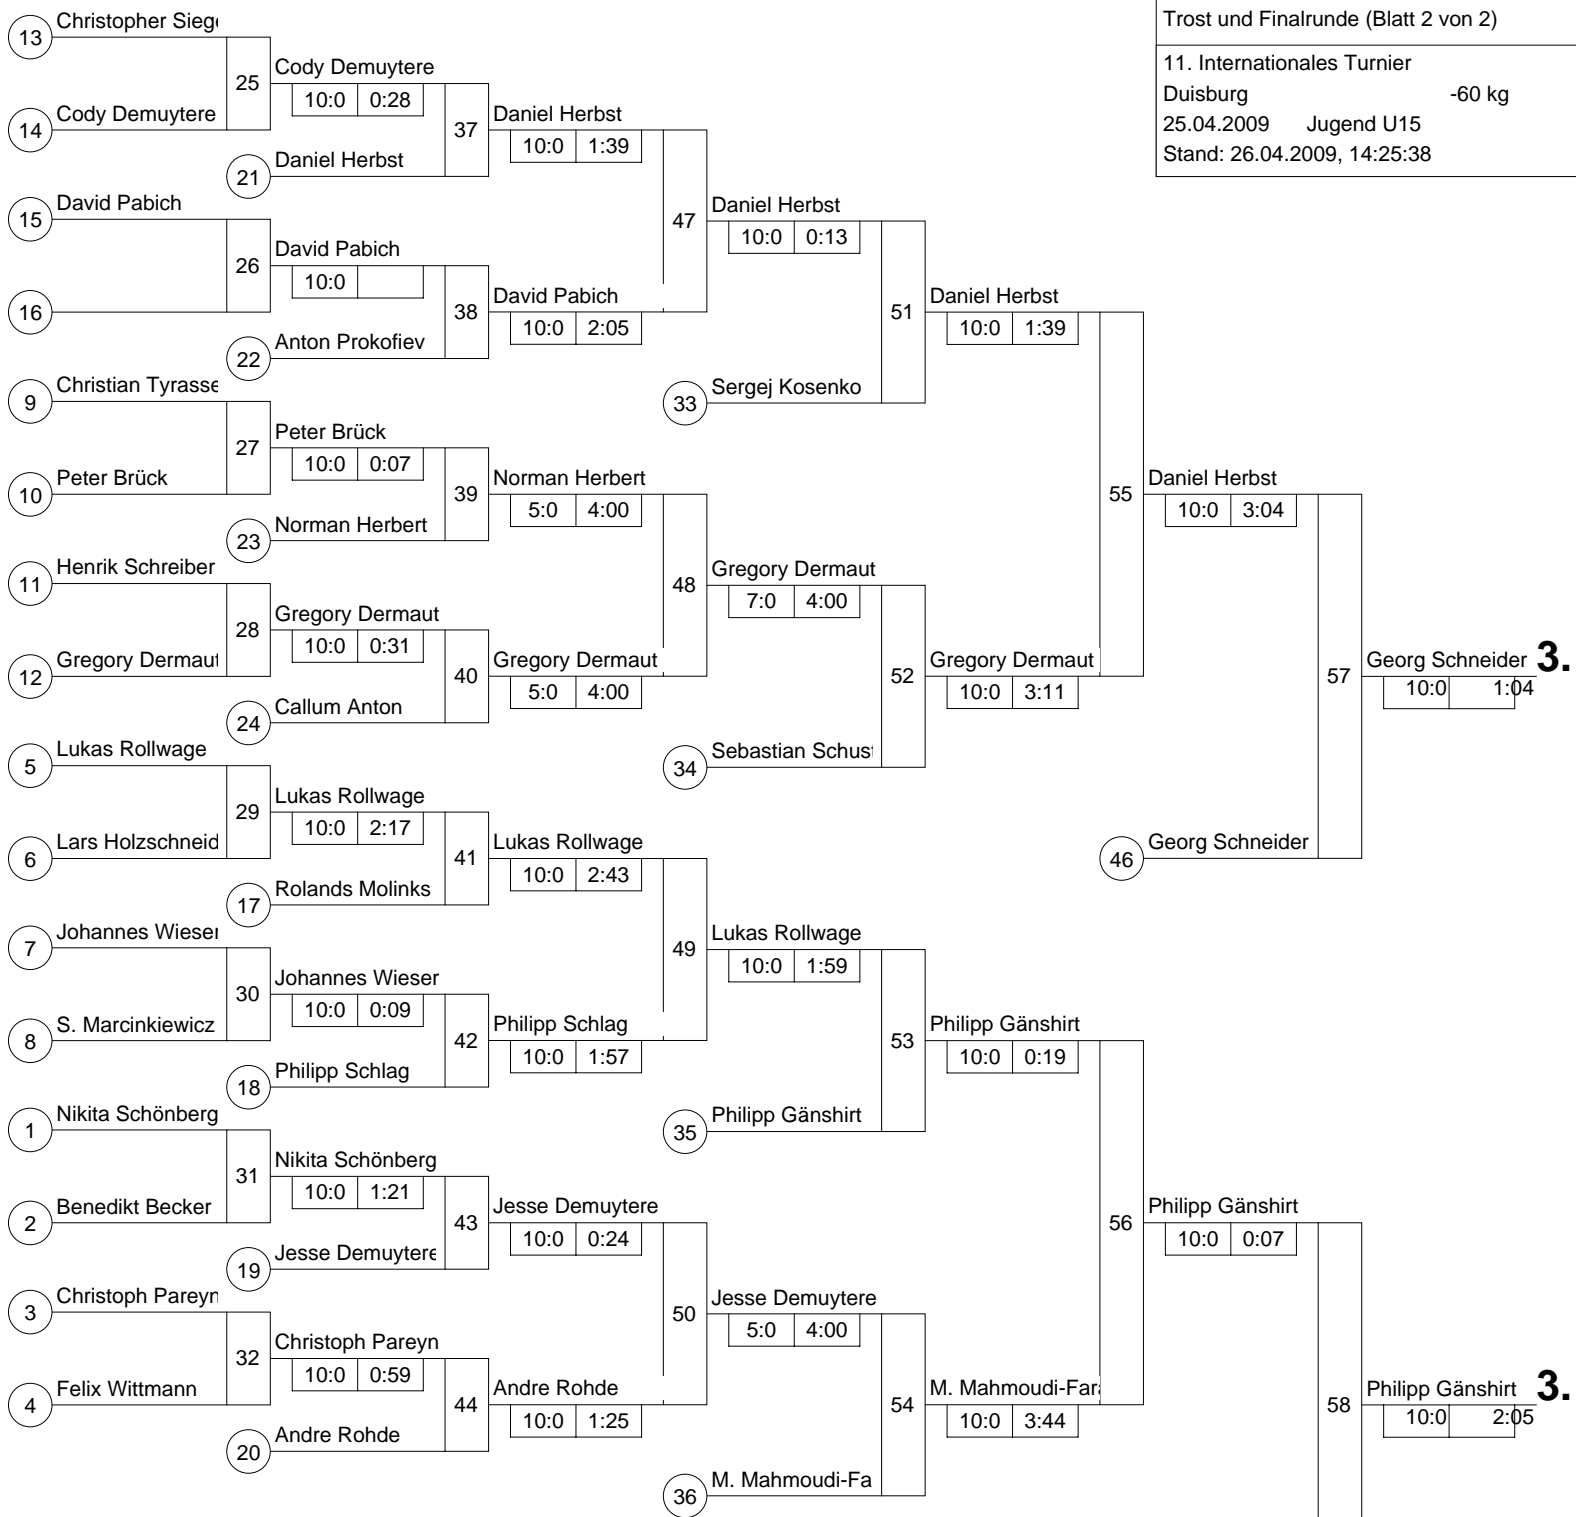 Trost und Finalrunde (Blatt 2 von 2)
11. Internationales Turnier
Duisburg -60 kg
25.04.2009 Jugend U15
Stand: 26.04.2009, 14:25:38
13 Christopher Sieg
14 Cody Demuytere
25 Cody Demuytere
10:0 0:28
21 Daniel Herbst
37 Daniel Herbst
10:0 1:39
15 David Pabich
16
26 David Pabich
10:0
22 Anton Prokofiev
38 David Pabich
10:0 2:05
47 Daniel Herbst
10:0 0:13
33 Sergej Kosenko
51 Daniel Herbst
10:0 1:39
9 Christian Tyrasse
10 Peter Brück
27 Peter Brück
10:0 0:07
23 Norman Herbert
39 Norman Herbert
5:0 4:00
11 Henrik Schreiber
12 Gregory Dermaut
28 Gregory Dermaut
10:0 0:31
24 Callum Anton
40 Gregory Dermaut
5:0 4:00
48 Gregory Dermaut
7:0 4:00
34 Sebastian Schust
52 Gregory Dermaut
10:0 3:11
55 Daniel Herbst
10:0 3:04
46 Georg Schneider
57 Georg Schneider 3.
10:0 1:04
5 Lukas Rollwage
6 Lars Holzschneid
29 Lukas Rollwage
10:0 2:17
17 Rolands Molinks
41 Lukas Rollwage
10:0 2:43
7 Johannes Wieser
8 S. Marcinkiewicz
30 Johannes Wieser
10:0 0:09
18 Philipp Schlag
42 Philipp Schlag
10:0 1:57
49 Lukas Rollwage
10:0 1:59
35 Philipp Gänshirt
53 Philipp Gänshirt
10:0 0:19
1 Nikita Schönberg
2 Benedikt Becker
31 Nikita Schönberg
10:0 1:21
19 Jesse Demuytere
43 Jesse Demuytere
10:0 0:24
3 Christoph Pareyn
4 Felix Wittmann
32 Christoph Pareyn
10:0 0:59
20 Andre Rohde
44 Andre Rohde
10:0 1:25
50 Jesse Demuytere
5:0 4:00
36 M. Mahmoudi-Fa
54 M. Mahmoudi-Fara
10:0 3:44
56 Philipp Gänshirt
10:0 0:07
58 Philipp Gänshirt 3.
10:0 2:05